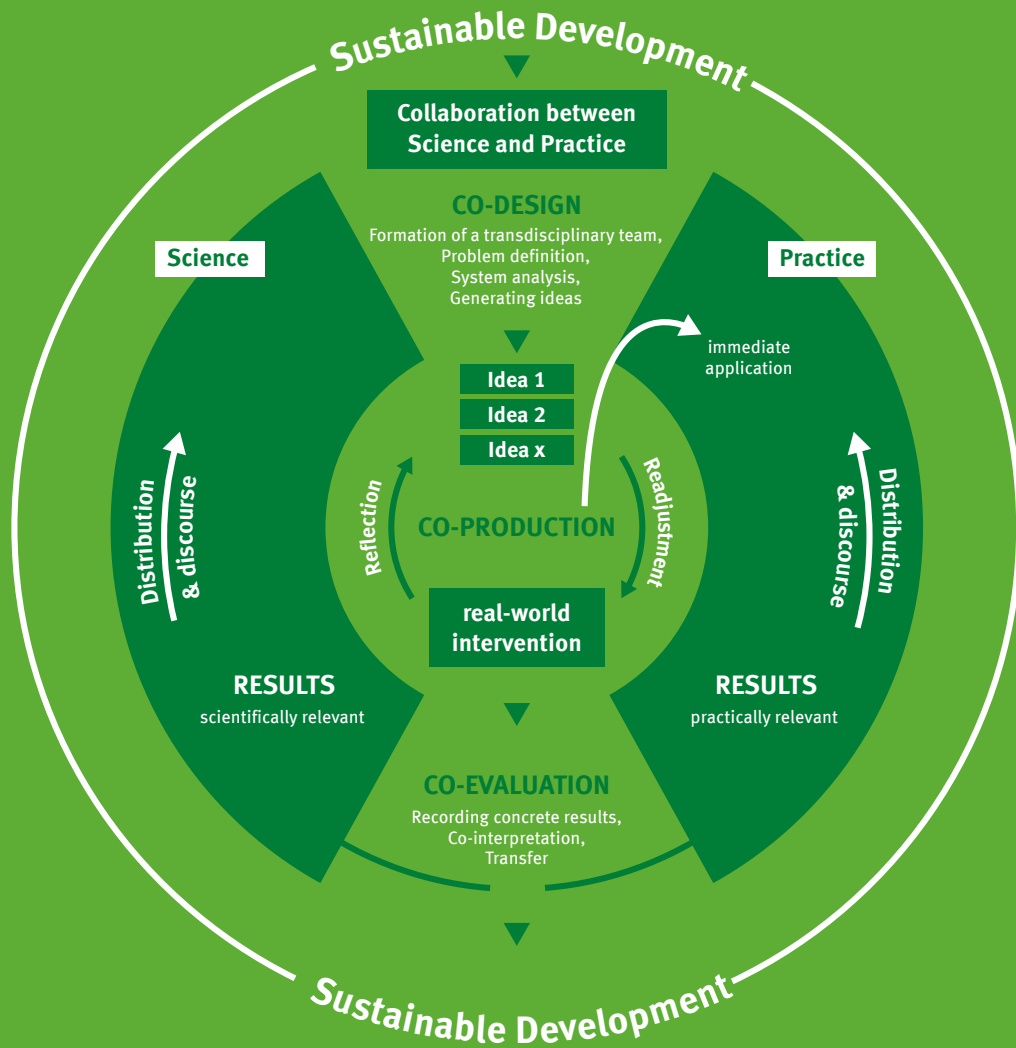 Sustainable Development
Collaboration between
Science and Practice
CO-DESIGN
Formation of a transdisciplinary team,
Problem definition,
System analysis,
Generating ideas
Science
Practice
immediate
application
Idea 1
Idea 2
Idea x
Reflection
CO-PRODUCTION
Readjustment
Distribution
& discourse
Distribution
& discourse
real-world
intervention
RESULTS
scientifically relevant
RESULTS
practically relevant
CO-EVALUATION
Recording concrete results,
Co-interpretation,
Transfer
Sustainable Development